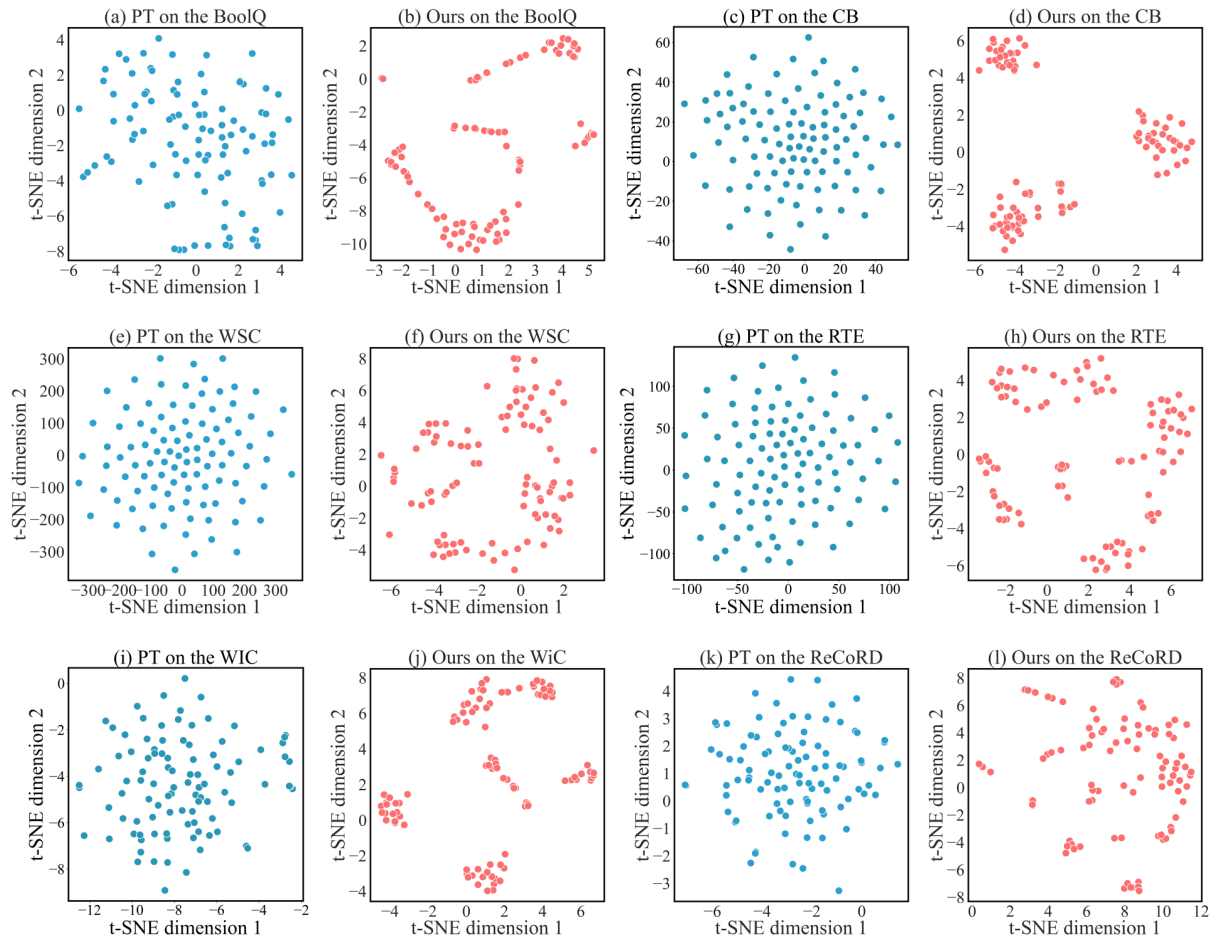 (a) PT on the BoolQ
(b) Ours on the BoolQ
(c) PT on the CB
(d) Ours on the CB
t-SNE dimension 2
4
2
0
−2
−4
−6
−8
−6 −4 −2 0 2 4
t-SNE dimension 1
t-SNE dimension 2
2
0
−2
−4
−6
−8
−10
−3 −2 −1 0 1 2 3 4 5
t-SNE dimension 1
t-SNE dimension 2
60
40
20
0
−20
−40
−60 −40 −20 0 20 40
t-SNE dimension 1
t-SNE dimension 2
6
4
2
0
−2
−4
−6 −4 −2 0 2 4
t-SNE dimension 1
(e) PT on the WSC
(f) Ours on the WSC
(g) PT on the RTE
(h) Ours on the RTE
t-SNE dimension 2
300
200
100
0
−100
−200
−300
−300 −200 −100 0 100 200 300
t-SNE dimension 1
t-SNE dimension 2
8
6
4
2
0
−2
−4
−6 −4 −2 0 2
t-SNE dimension 1
t-SNE dimension 2
100
50
0
−50
−100
−100 −50 0 50 100
t-SNE dimension 1
t-SNE dimension 2
4
2
0
−2
−4
−6
−2 0 2 4 6
t-SNE dimension 1
(i) PT on the WIC
(j) Ours on the WiC
(k) PT on the ReCoRD
(l) Ours on the ReCoRD
t-SNE dimension 2
0
−2
−4
−6
−8
−12 −10 −8 −6 −4 −2
t-SNE dimension 1
t-SNE dimension 2
8
6
4
2
0
−2
−4
−4 −2 0 2 4 6
t-SNE dimension 1
t-SNE dimension 2
4
3
2
1
0
−1
−2
−3
−6 −4 −2 0
t-SNE dimension 1
t-SNE dimension 2
8
6
4
2
0
−2
−4
−6
−8
0 2 4 6 8 10 12
t-SNE dimension 1